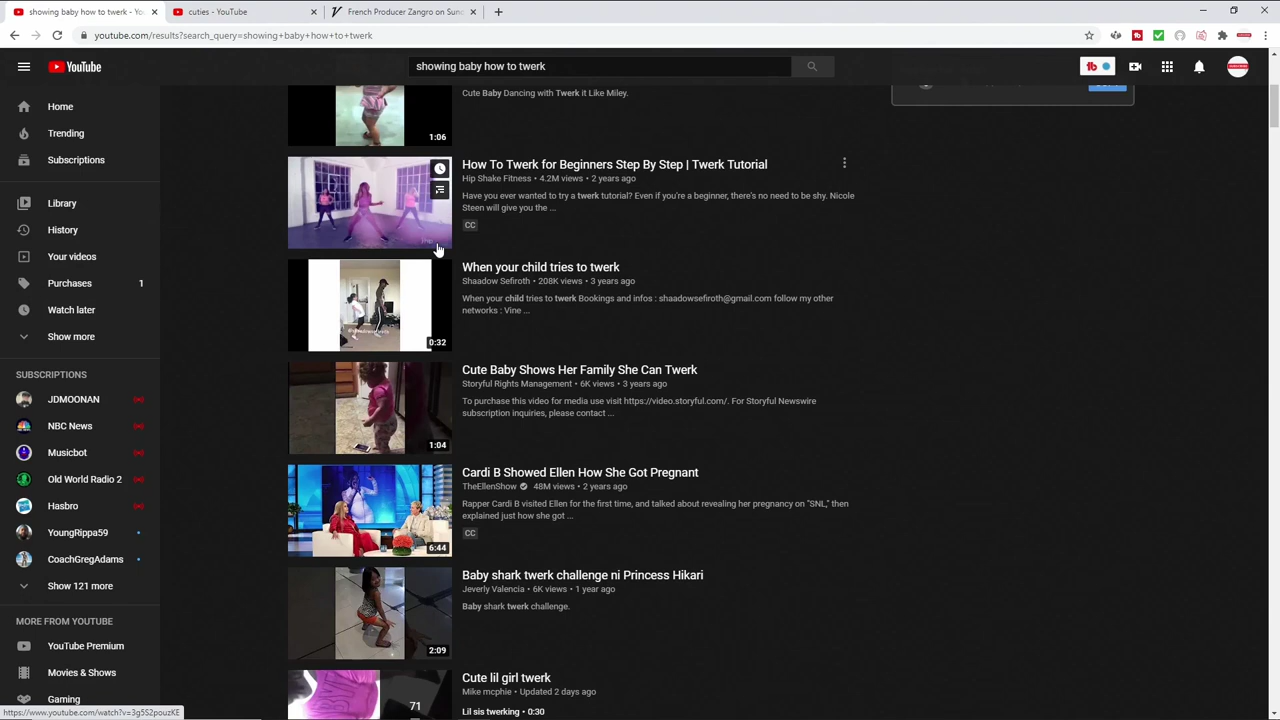 showing baby how to twerk - Yo
cuties - YouTube
French Producer Zangro on Sund
youtube.com/results?search_query=showing+baby+how+to+twerk
YouTube
showing baby how to twerk
tb
Home
Trending
Subscriptions
Library
History
Your videos
Purchases 1
Watch later
Show more
SUBSCRIPTIONS
JDMOONAN
NBC News
Musicbot
Old World Radio 2
Hasbro
YoungRippa59
CoachGregAdams
Show 121 more
MORE FROM YOUTUBE
YouTube Premium
Movies & Shows
Gaming
https://www.youtube.com/watch?v=3g5S2pouzKE
1:06
Cute Baby Dancing with Twerk it Like Miley.
How To Twerk for Beginners Step By Step | Twerk Tutorial
Hip Shake Fitness • 4.2M views • 2 years ago
Have you ever wanted to try a twerk tutorial? Even if you're a beginner, there's no need to be shy. Nicole
Steen will give you the ...
CC
0:32
When your child tries to twerk
Shaadow Sefiroth • 208K views • 3 years ago
When your child tries to twerk Bookings and infos : shaadowsefiroth@gmail.com follow my other
networks : Vine ...
1:04
Cute Baby Shows Her Family She Can Twerk
Storyful Rights Management • 6K views • 3 years ago
To purchase this video for media use visit https://video.storyful.com/. For Storyful Newswire
subscription inquiries, please contact ...
6:44
Cardi B Showed Ellen How She Got Pregnant
TheEllenShow 48M views • 2 years ago
Rapper Cardi B visited Ellen for the first time, and talked about revealing her pregnancy on "SNL," then
explained just how she got ...
CC
2:09
Baby shark twerk challenge ni Princess Hikari
Jeverly Valencia • 6K views • 1 year ago
Baby shark twerk challenge.
71
Cute lil girl twerk
Mike mcphie • Updated 2 days ago
Lil sis twerking • 0:30